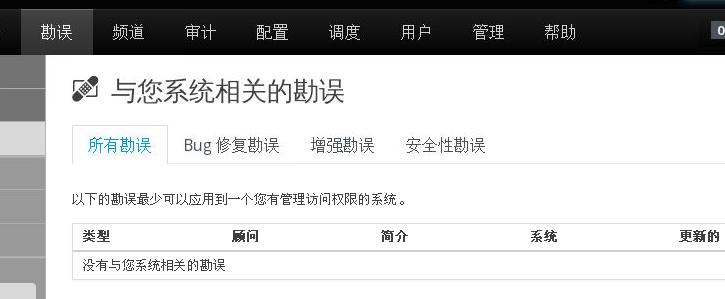 勘误 频道 审计 配置 调度 用户 管理 帮助 0
与您系统相关的勘误
所有勘误 Bug 修复勘误 增强勘误 安全性勘误
以下的勘误最少可以应用到一个您有管理访问权限的系统。
类型 顾问 简介 系统 更新的
没有与您系统相关的勘误